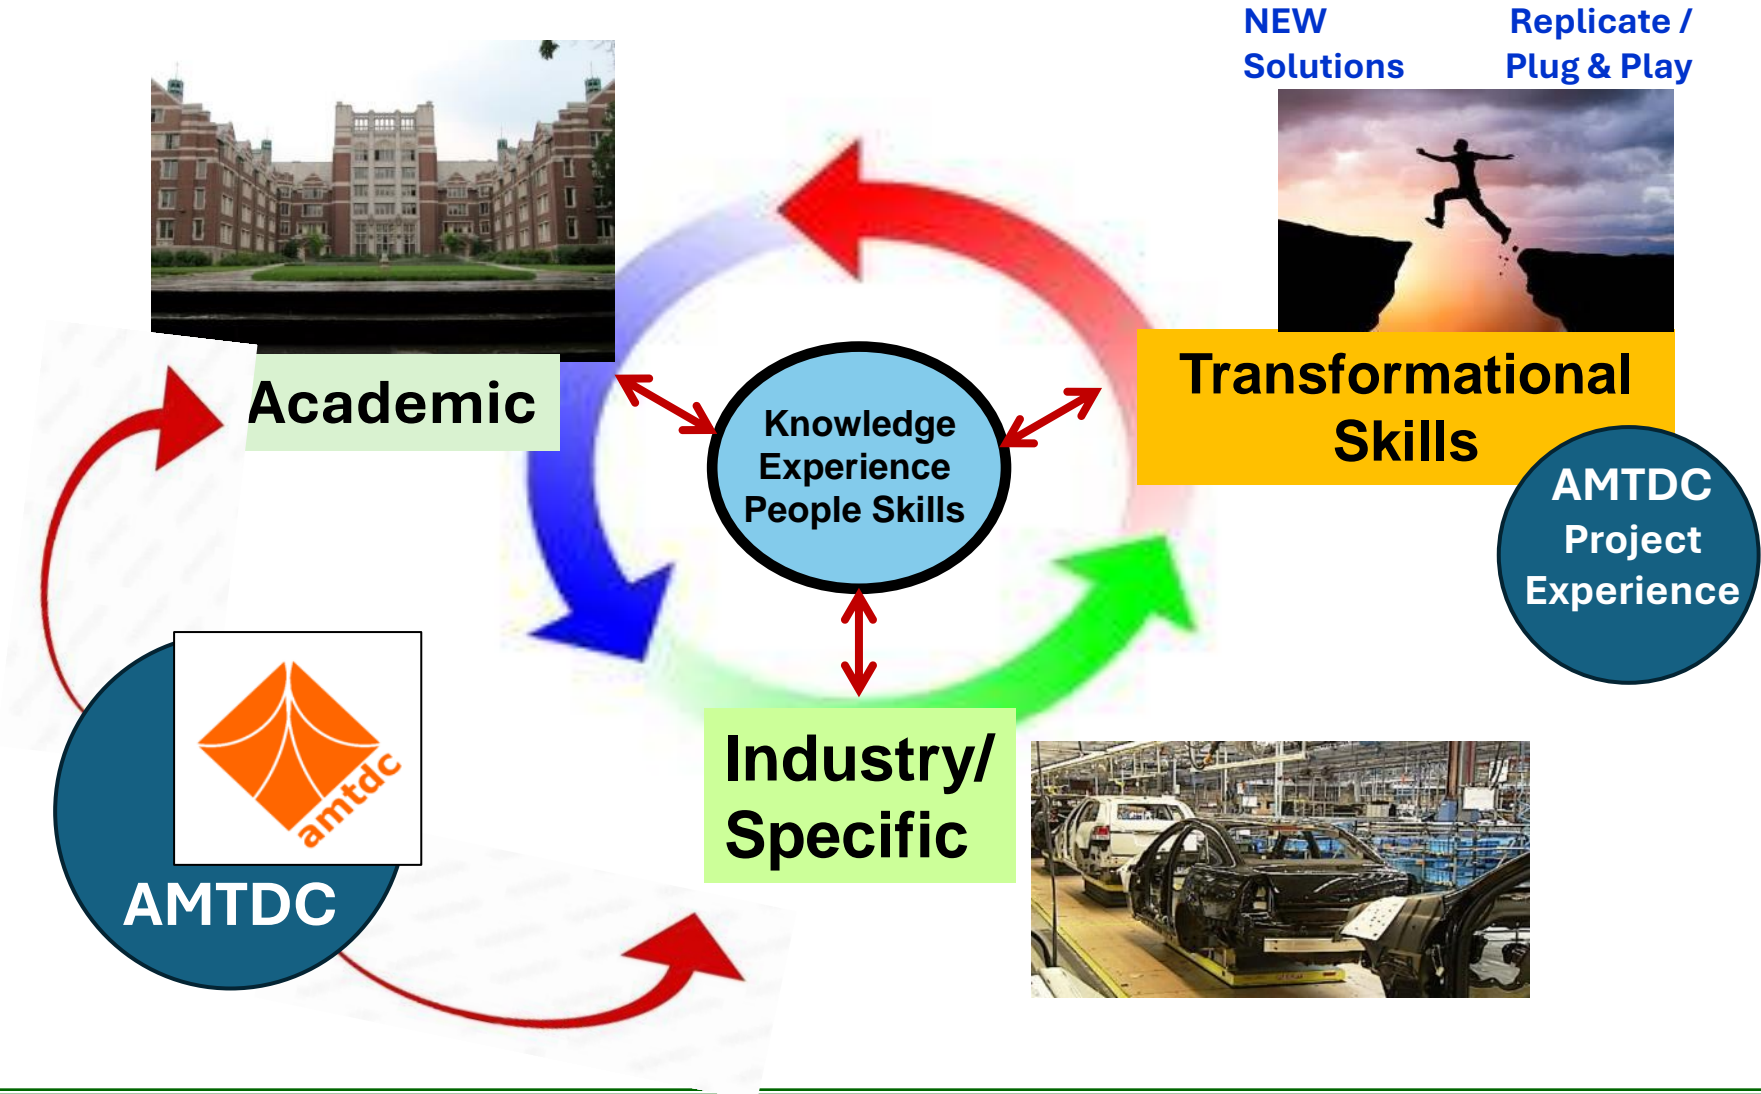 NEW
Solutions
Replicate /
Plug & Play
Academic
Transformational
Skills
Knowledge
Experience
People Skills
AMTDC
Project
Experience
Industry/
Specific
amtdc
AMTDC